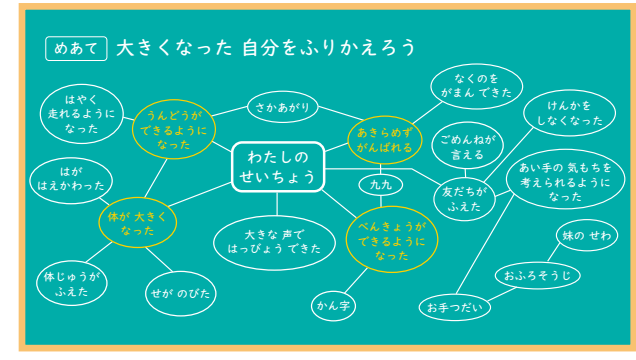 めあて 大きくなった 自分をふりかえろう
はやく
走れるように
なった
うんどうが
できるように
なった
さかあがり
あきらめず
がんばれる
なくのを
がまん できた
けんかを
しなくなった
ごめんねが
言える
わたしの
せいちょう
はが
はえかわった
九九
友だちが
ふえた
あい手の 気もちを
考えられるように
なった
体が 大きく
なった
大きな 声で
はっぴょう できた
べんきょうが
できるように
なった
妹の せわ
おふろそうじ
体じゅうが
ふえた
せが のびた
かん字
お手つだい